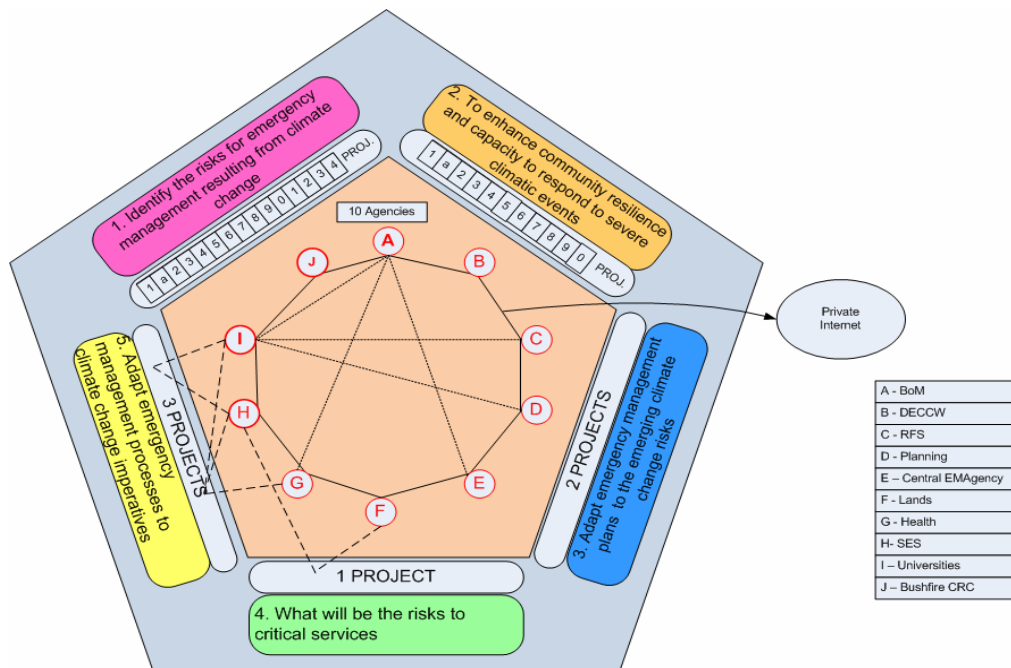 1. Identify the risks for emergency
management resulting from climate
change
1 a 2 3 4 5 6 7 8 9 0 1 2 3 4 PROJ.
2. To enhance community resilience
and capacity to respond to severe
climatic events
1 a 2 3 4 5 6 7 8 9 0 PROJ.
10 Agencies
A
B
C
D
E
F
G
H
I
J
Private
Internet
5. Adapt emergency
management processes to
climate change imperatives
3 PROJECTS
2 PROJECTS
3. Adapt emergency management
plans to the emerging climate
change risks
1 PROJECT
4. What will be the risks to
critical services
A - BoM
B - DECCW
C - RFS
D - Planning
E – Central EMAgency
F - Lands
G - Health
H- SES
I – Universities
J – Bushfire CRC